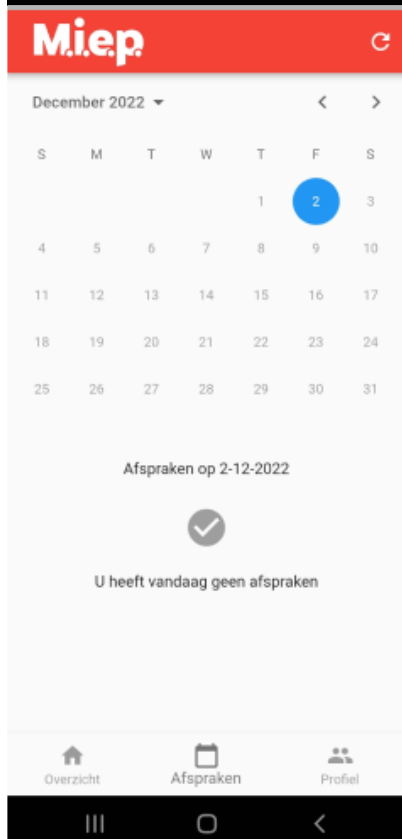 M.i.e.p.
December 2022
S M T W T F S
1 2 3
4 5 6 7 8 9 10
11 12 13 14 15 16 17
18 19 20 21 22 23 24
25 26 27 28 29 30 31
Afspraken op 2-12-2022
U heeft vandaag geen afspraken
Overzicht Afspraken Profiel